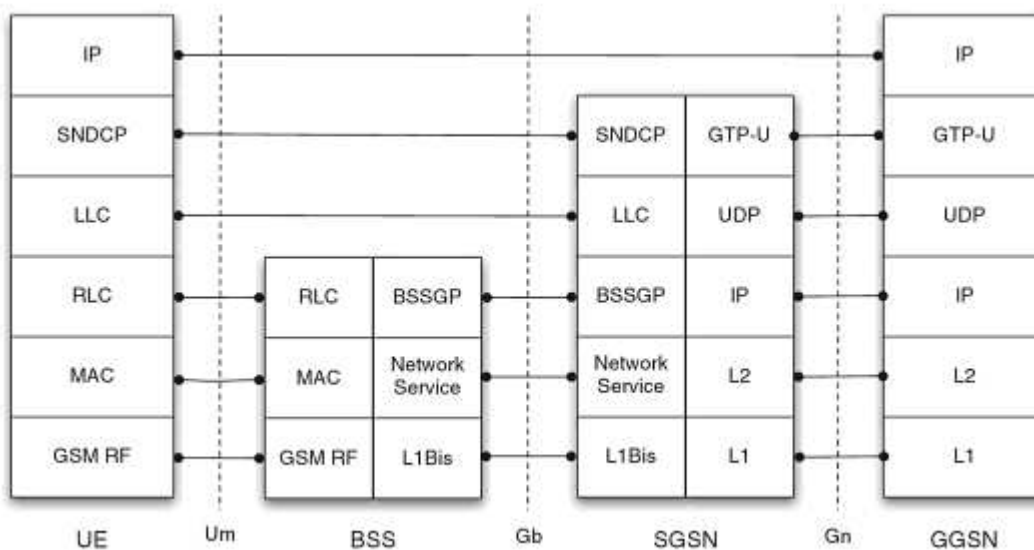 IP
IP
SNDCP
SNDCP
GTP-U
GTP-U
LLC
LLC
UDP
UDP
RLC
RLC
BSSGP
BSSGP
IP
IP
MAC
MAC
Network
Service
Network
Service
L2
L2
GSM RF
GSM RF
L1Bis
L1Bis
L1
L1
UE
Um
BSS
Gb
SGSN
Gn
GGSN